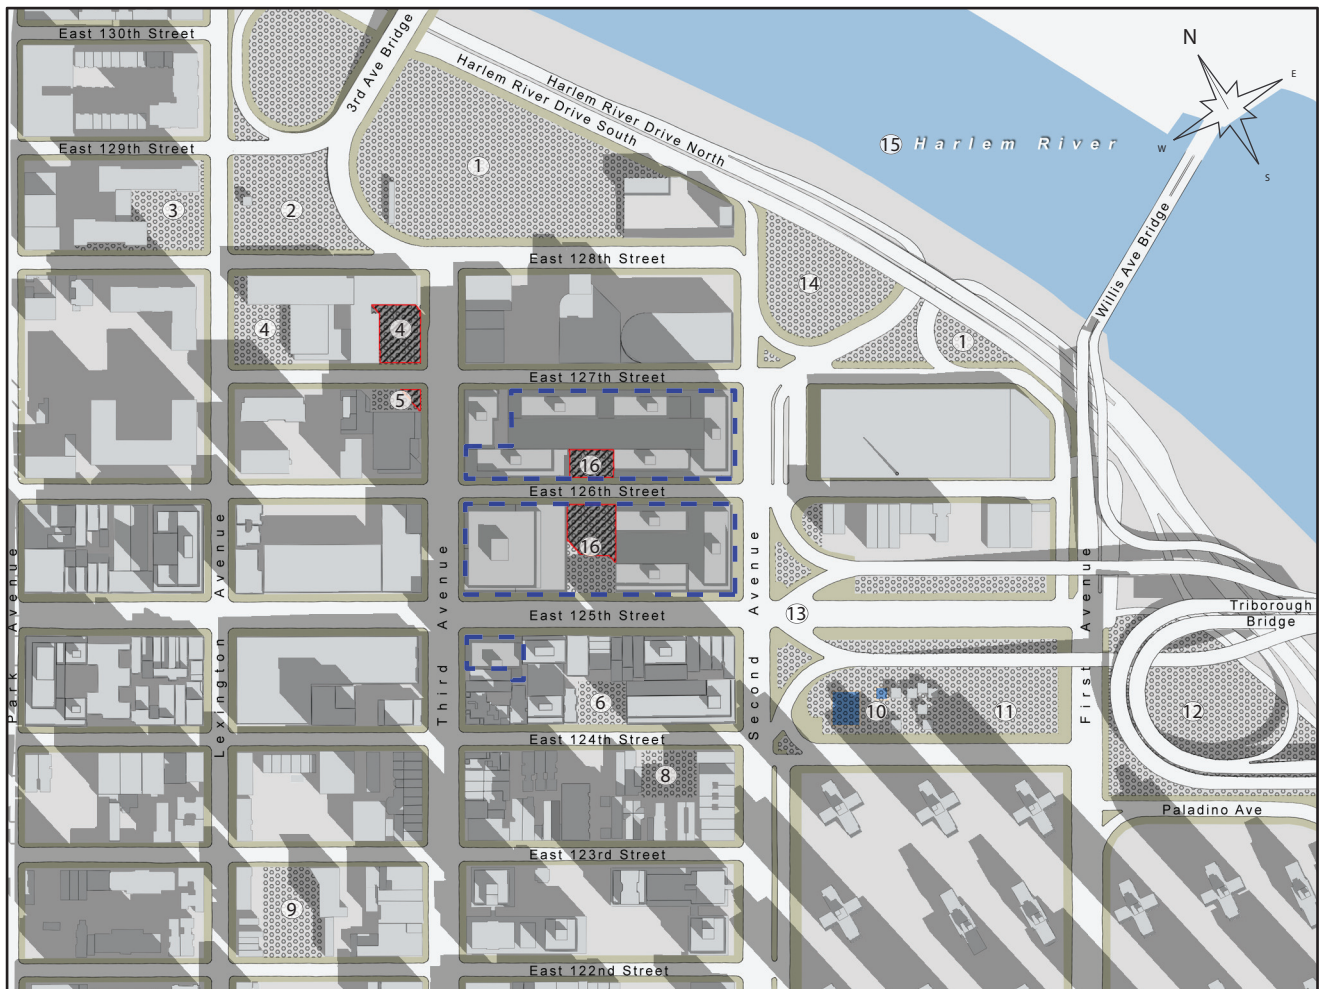 East 130th Street
3rd Ave Bridge
N
E
W
S
Harlem River Drive North
Harlem River Drive South
15 Harlem River
East 129th Street
1
3
2
Willis Ave Bridge
East 128th Street
14
4
4
1
East 127th Street
5
16
East 126th Street
16
Park Avenue
Lexington Avenue
Third Avenue
Second Avenue
First Avenue
East 125th Street
13
Triborough
Bridge
6
10
11
12
East 124th Street
8
Paladino Ave
East 123rd Street
9
East 122nd Street